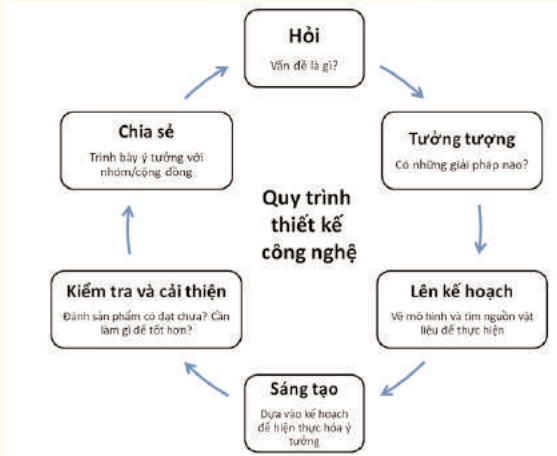 Hỏi
Vấn đề là gì?
Tưởng tượng
Có những giải pháp nào?
Lên kế hoạch
Vẽ mô hình và tìm nguồn vật
liệu để thực hiện
Sáng tạo
Dựa vào kế hoạch
để hiện thực hóa ý
tưởng
Kiểm tra và cải thiện
Đánh sản phẩm có đạt chưa? Cần
làm gì để tốt hơn?
Chia sẻ
Trình bày ý tưởng với
nhóm/cộng đồng
Quy trình
thiết kế
công nghệ